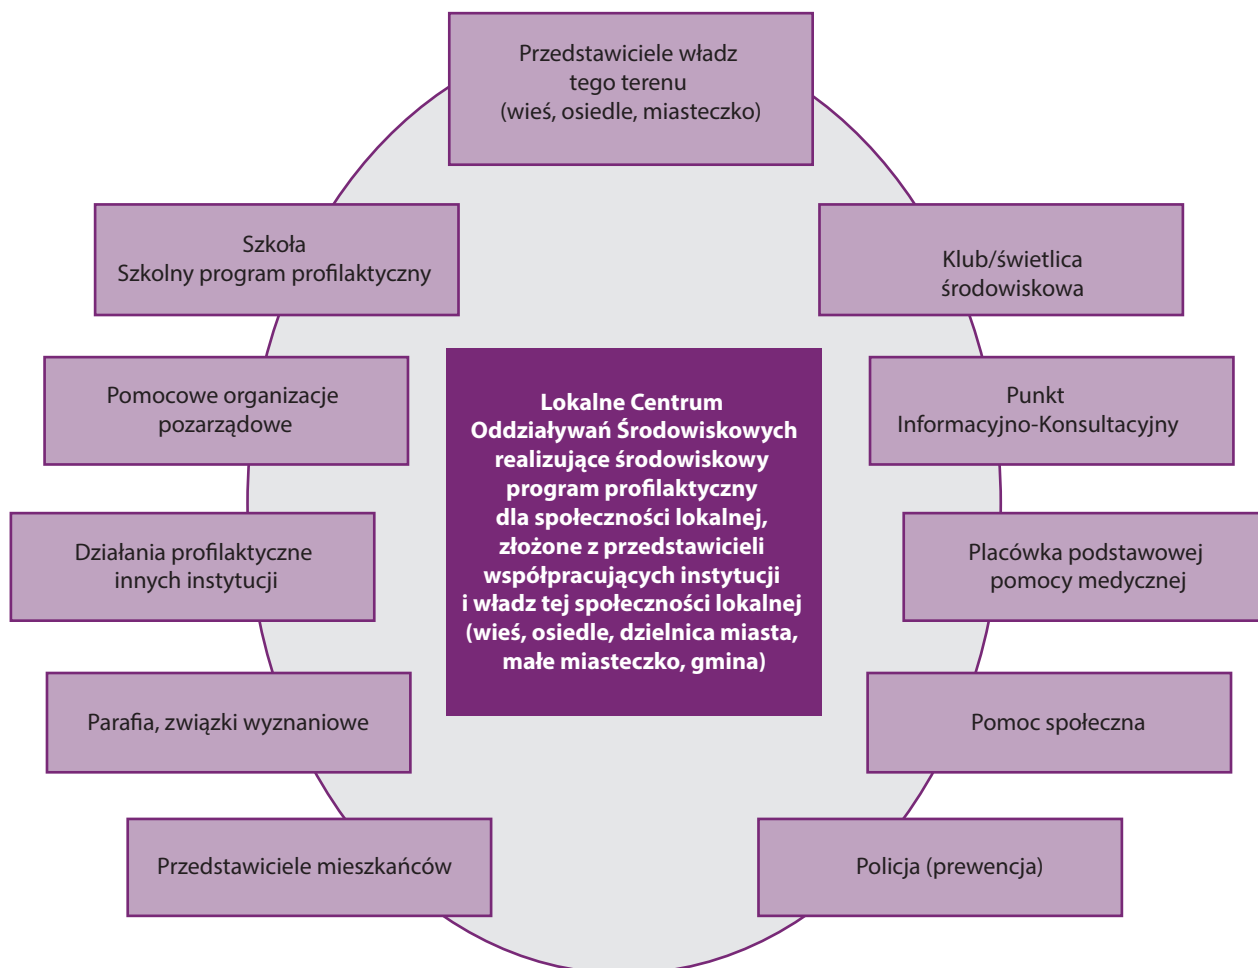 Przedstawiciele władz
tego terenu
(wieś, osiedle, miasteczko)
Szkoła
Szkolny program profilaktyczny
Klub/świetlica
środowiskowa
Pomocowe organizacje
pozarządowe
Punkt
Informacyjno-Konsultacyjny
Lokalne Centrum
Oddziaływań Środowiskowych
realizujące środowiskowy
program profilaktyczny
dla społeczności lokalnej,
złożone z przedstawicieli
współpracujących instytucji
i władz tej społeczności lokalnej
(wieś, osiedle, dzielnica miasta,
małe miasteczko, gmina)
Działania profilaktyczne
innych instytucji
Placówka podstawowej
pomocy medycznej
Parafia, związki wyznaniowe
Pomoc społeczna
Przedstawiciele mieszkańców
Policja (prewencja)